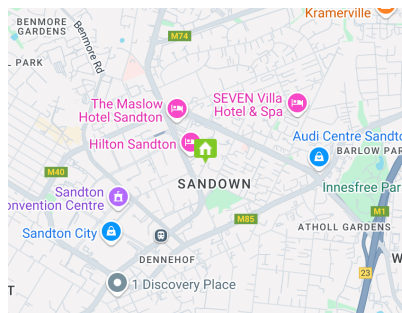 Kramerville
BENMORE
GARDENS
M74
Benmore Rd
L PARK
The Maslow
Hotel Sandton
SEVEN Villa
Hotel & Spa
Audi Centre Sandto
Hilton Sandton
BARLOW PAR
M40
SANDOWN
Innesfree Par
Sandton
onvention Centre
M1
M85
ATHOLL GARDENS
Sandton City
DENNEHOF
W
23
T
1 Discovery Place